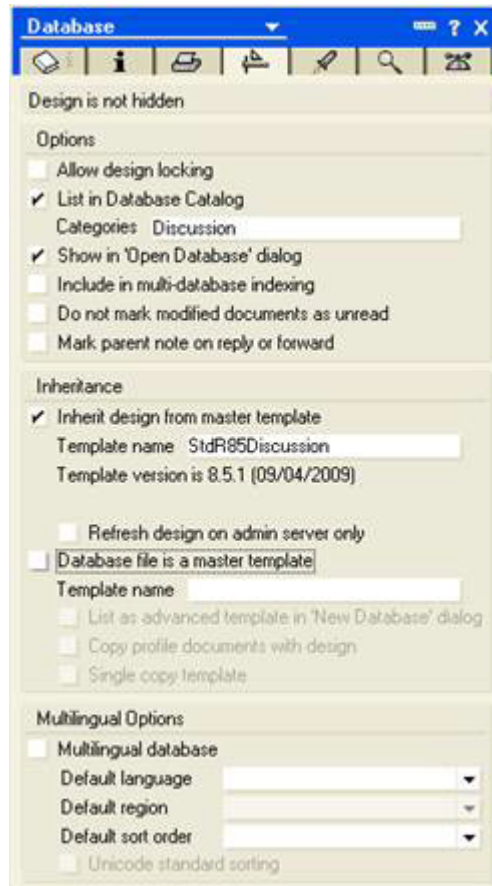 Database ? X
i
Design is not hidden
Options
Allow design locking
List in Database Catalog
Categories Discussion
Show in 'Open Database' dialog
Include in multi-database indexing
Do not mark modified documents as unread
Mark parent note on reply or forward
Inheritance
Inherit design from master template
Template name StdR85Discussion
Template version is 8.5.1 (09/04/2009)
Refresh design on admin server only
Database file is a master template
Template name
List as advanced template in 'New Database' dialog
Copy profile documents with design
Single copy template
Multilingual Options
Multilingual database
Default language
Default region
Default sort order
Unicode standard sorting